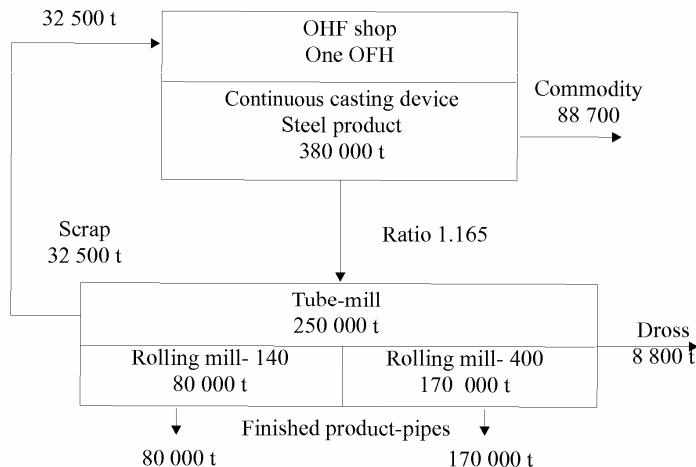 32 500 t
OHF shop
One OFH
Continuous casting device
Steel product
380 000 t
Commodity
88 700
Scrap
32 500 t
Ratio 1.165
Tube-mill
250 000 t
Rolling mill- 140
80 000 t
Rolling mill- 400
170  000 t
Dross
8 800 t
Finished product-pipes
80 000 t
170 000 t